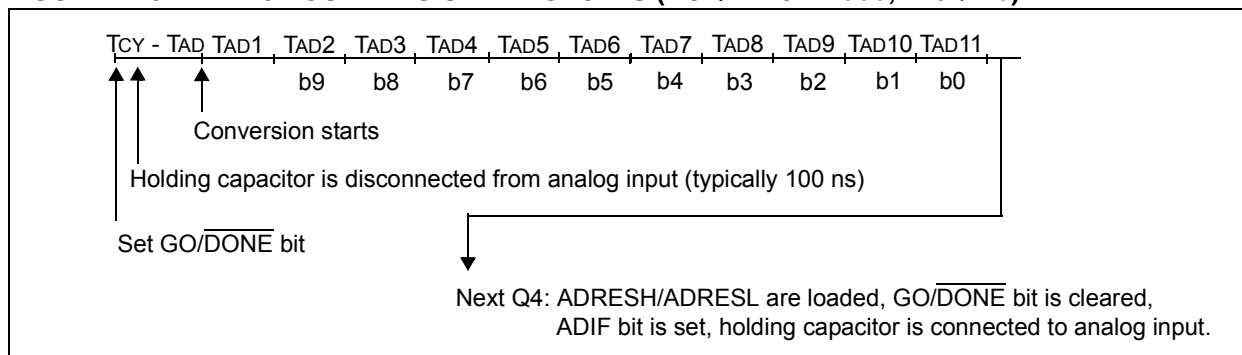 TCY - TAD TAD1 TAD2 TAD3 TAD4 TAD5 TAD6 TAD7 TAD8 TAD9 TAD10 TAD11
b9 b8 b7 b6 b5 b4 b3 b2 b1 b0
Conversion starts
Holding capacitor is disconnected from analog input (typically 100 ns)
Set GO/DONE bit
Next Q4: ADRESH/ADRESL are loaded, GO/DONE bit is cleared,
ADIF bit is set, holding capacitor is connected to analog input.